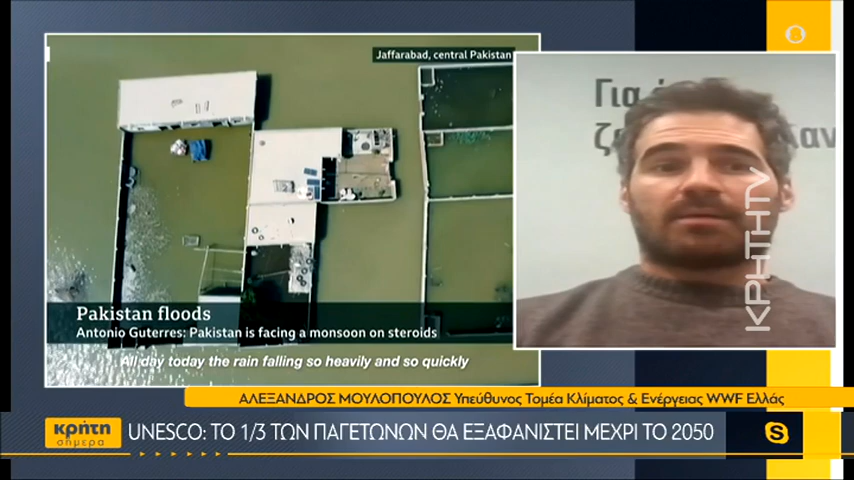 Jaffarabad, central Pakistan
Για
ΚΡΗΤΗTV
Pakistan floods
Antonio Guterres: Pakistan is facing a monsoon on steroids
All day today the rain falling so heavily and so quickly
ΑΛΕΞΑΝΔΡΟΣ ΜΟΥΛΟΠΟΥΛΟΣ Υπεύθυνος Τομέα Κλίματος & Ενέργειας WWF Ελλάς
κρήτη
σήμερα
UNESCO: ΤΟ 1/3 ΤΩΝ ΠΑΓΕΤΩΝΩΝ ΘΑ ΕΞΑΦΑΝΙΣΤΕΙ ΜΕΧΡΙ ΤΟ 2050